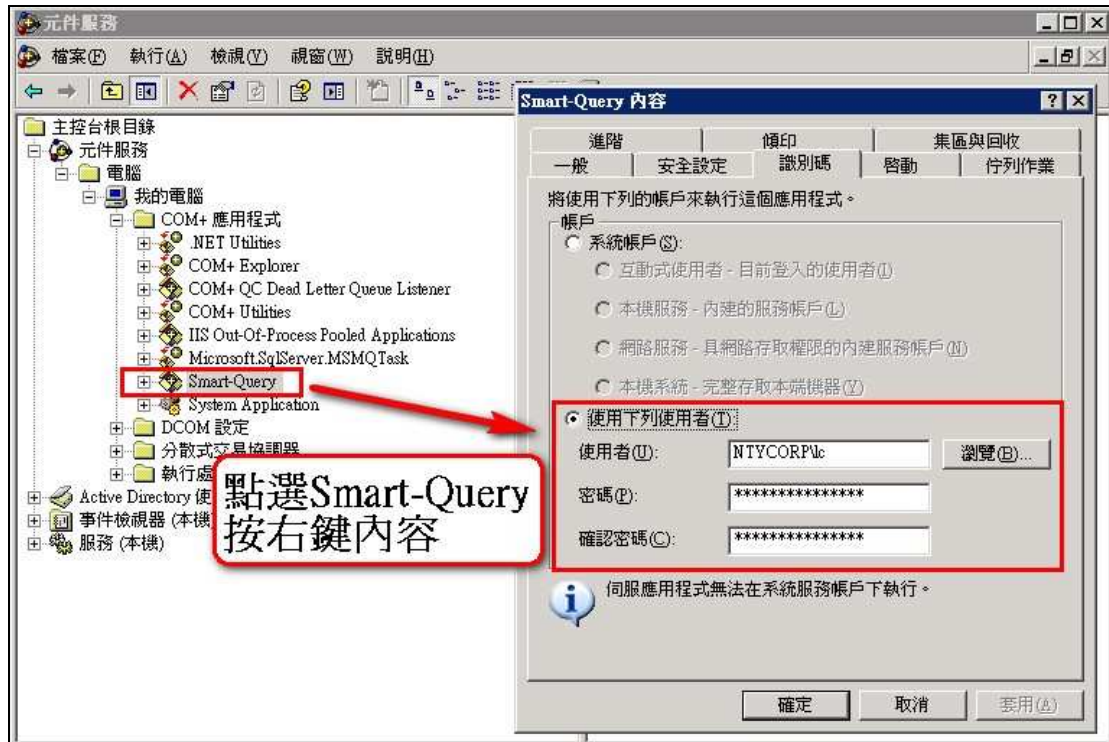 元件服務
檔案(F) 執行(A) 檢視(V) 視窗(W) 說明(H)
主控台根目錄
元件服務
電腦
我的電腦
COM+ 應用程式
.NET Utilities
COM+ Explorer
COM+ QC Dead Letter Queue Listener
COM+ Utilities
IIS Out-Of-Process Pooled Applications
Microsoft.SqlServer.MSMQTask
Smart-Query
System Application
DCOM 設定
分散式交易協調器
執行處
Active Directory 使
事件檢視器 (本機)
服務 (本機)
點選Smart-Query
按右鍵內容
Smart-Query 內容
進階 傾印 集區與回收
一般 安全設定 識別碼 啟動 佇列作業
將使用下列的帳戶來執行這個應用程式。
帳戶
系統帳戶(S):
互動式使用者 - 目前登入的使用者(I)
本機服務 - 內建的服務帳戶(L)
網路服務 - 具網路存取權限的內建服務帳戶(N)
本機系統 - 完整存取本端機器(Y)
使用下列使用者(T):
使用者(U): NTYCORP\lc 瀏覽(B)...
密碼(P): ***************
確認密碼(C): ***************
伺服應用程式無法在系統服務帳戶下執行。
確定 取消 套用(A)